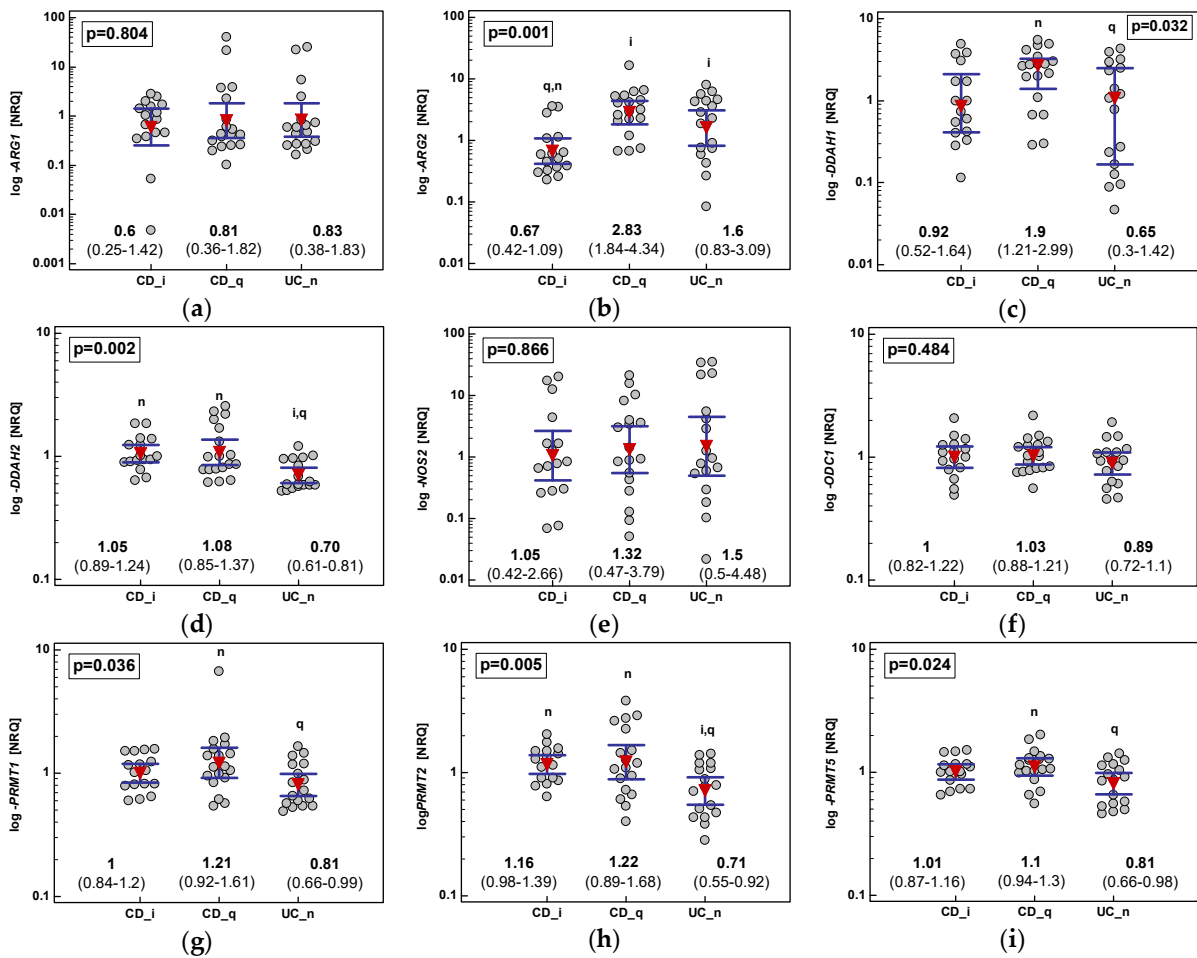 100
10
1
0.1
0.01
0.001
log -ARG1 [NRQ]
p=0.804
0.6
(0.25-1.42)
0.81
(0.36-1.82)
0.83
(0.38-1.83)
CD_i CD_q UC_n
(a)
100
10
1
0.1
0.01
log -ARG2 [NRQ]
p=0.001
q,n
i
i
0.67
(0.42-1.09)
2.83
(1.84-4.34)
1.6
(0.83-3.09)
CD_i CD_q UC_n
(b)
10
1
0.1
0.01
log -DDAH1 [NRQ]
n
q
p=0.032
0.92
(0.52-1.64)
1.9
(1.21-2.99)
0.65
(0.3-1.42)
CD_i CD_q UC_n
(c)
10
1
0.1
log -DDAH2 [NRQ]
p=0.002
n
n
i,q
1.05
(0.89-1.24)
1.08
(0.85-1.37)
0.70
(0.61-0.81)
CD_i CD_q UC_n
(d)
100
10
1
0.1
0.01
log -NOS2 [NRQ]
p=0.866
1.05
(0.42-2.66)
1.32
(0.47-3.79)
1.5
(0.5-4.48)
CD_i CD_q UC_n
(e)
10
1
0.1
log -ODC1 [NRQ]
p=0.484
1
(0.82-1.22)
1.03
(0.88-1.21)
0.89
(0.72-1.1)
CD_i CD_q UC_n
(f)
10
1
0.1
log -PRMT1 [NRQ]
p=0.036
n
q
1
(0.84-1.2)
1.21
(0.92-1.61)
0.81
(0.66-0.99)
CD_i CD_q UC_n
(g)
10
1
0.1
logPRMT2 [NRQ]
p=0.005
n
n
i,q
1.16
(0.98-1.39)
1.22
(0.89-1.68)
0.71
(0.55-0.92)
CD_i CD_q UC_n
(h)
10
1
0.1
log -PRMT5 [NRQ]
p=0.024
n
q
1.01
(0.87-1.16)
1.1
(0.94-1.3)
0.81
(0.66-0.98)
CD_i CD_q UC_n
(i)